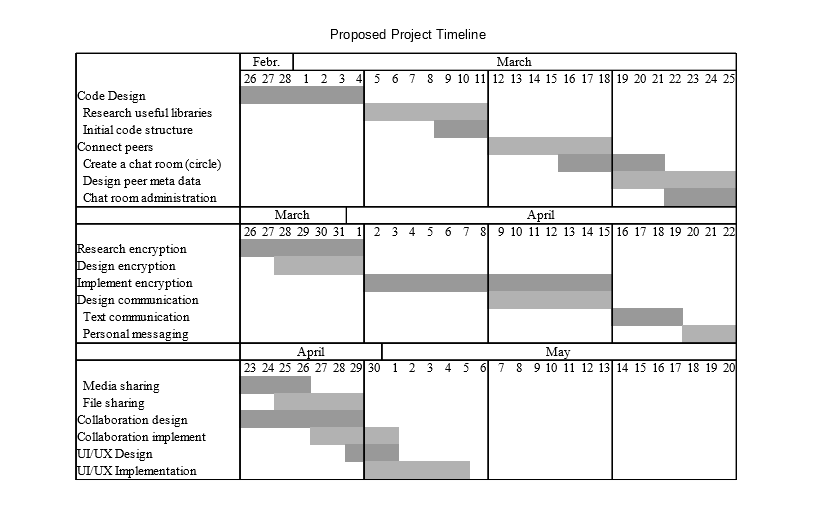 Proposed Project Timeline
Febr. March
26 27 28 1 2 3 4 5 6 7 8 9 10 11 12 13 14 15 16 17 18 19 20 21 22 23 24 25
Code Design
Research useful libraries
Initial code structure
Connect peers
Create a chat room (circle)
Design peer meta data
Chat room administration
March April
26 27 28 29 30 31 1 2 3 4 5 6 7 8 9 10 11 12 13 14 15 16 17 18 19 20 21 22
Research encryption
Design encryption
Implement encryption
Design communication
Text communication
Personal messaging
April May
23 24 25 26 27 28 29 30 1 2 3 4 5 6 7 8 9 10 11 12 13 14 15 16 17 18 19 20
Media sharing
File sharing
Collaboration design
Collaboration implement
UI/UX Design
UI/UX Implementation